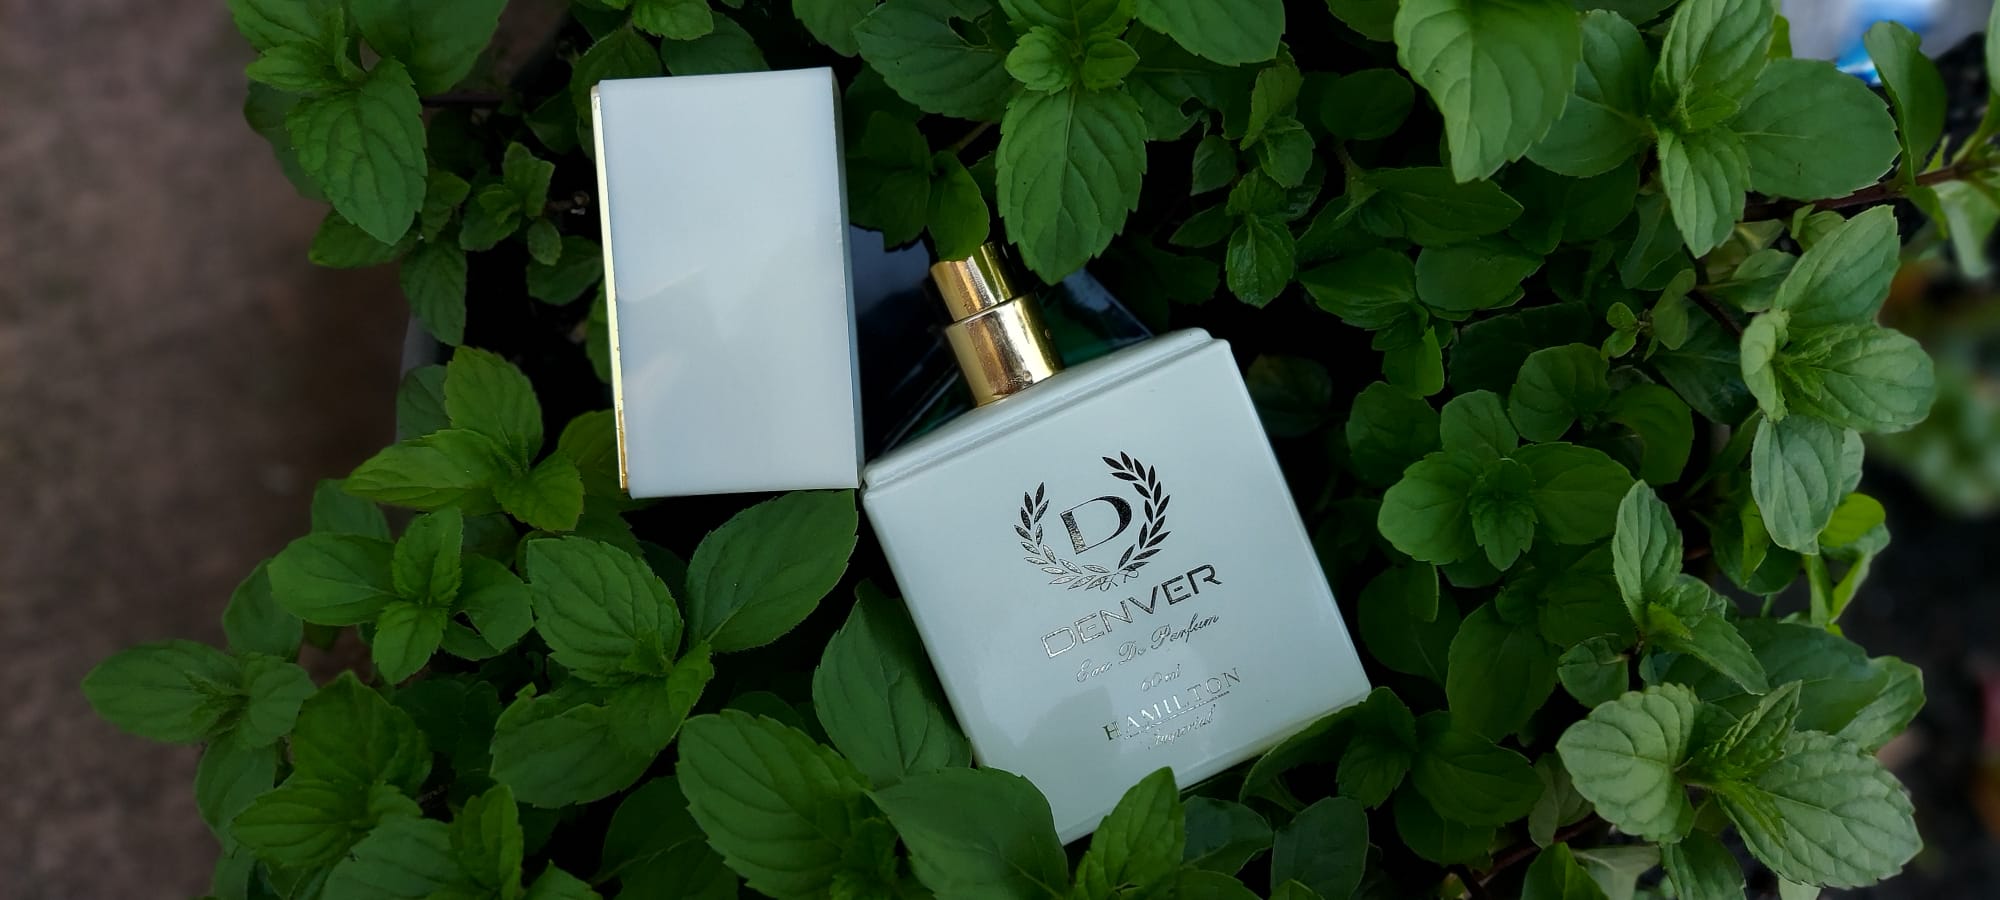 D
DENVER
Eau De Parfum
60ml
HAMILTON
Imperial